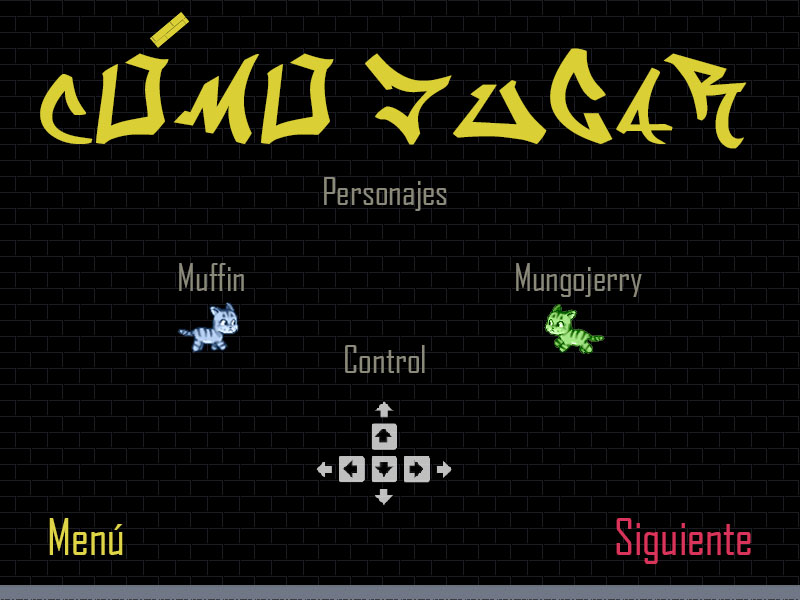 CÓMO JUGAR
Personajes
Muffin
Mungojerry
Control
Menú
Siguiente